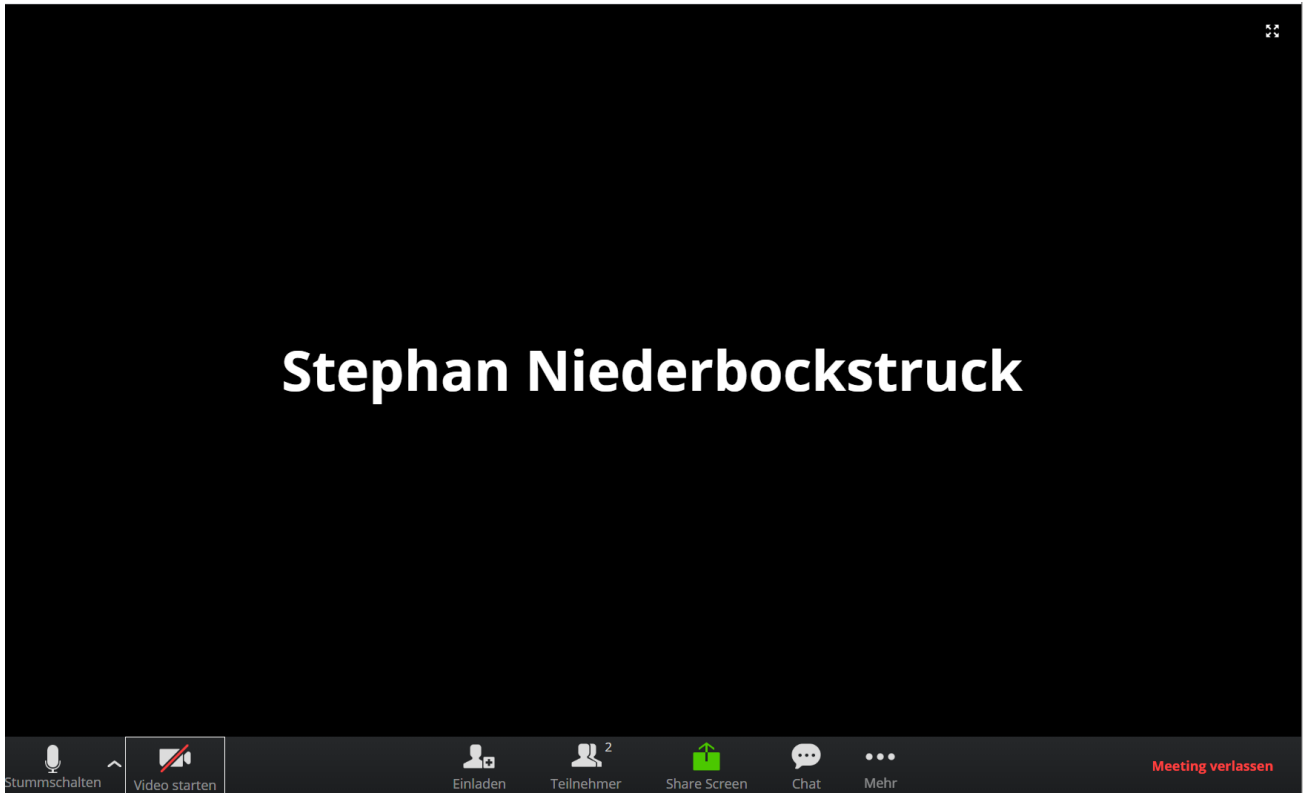 Stephan Niederbockstruck
2
Stummschalten Video starten Einladen Teilnehmer Share Screen Chat Mehr Meeting verlassen